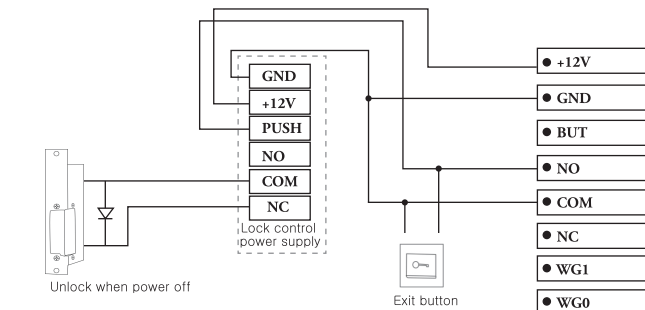 GND
+12V
PUSH
NO
COM
NC
Lock control
power supply
Unlock when power off
Exit button
+12V
GND
BUT
NO
COM
NC
WG1
WG0